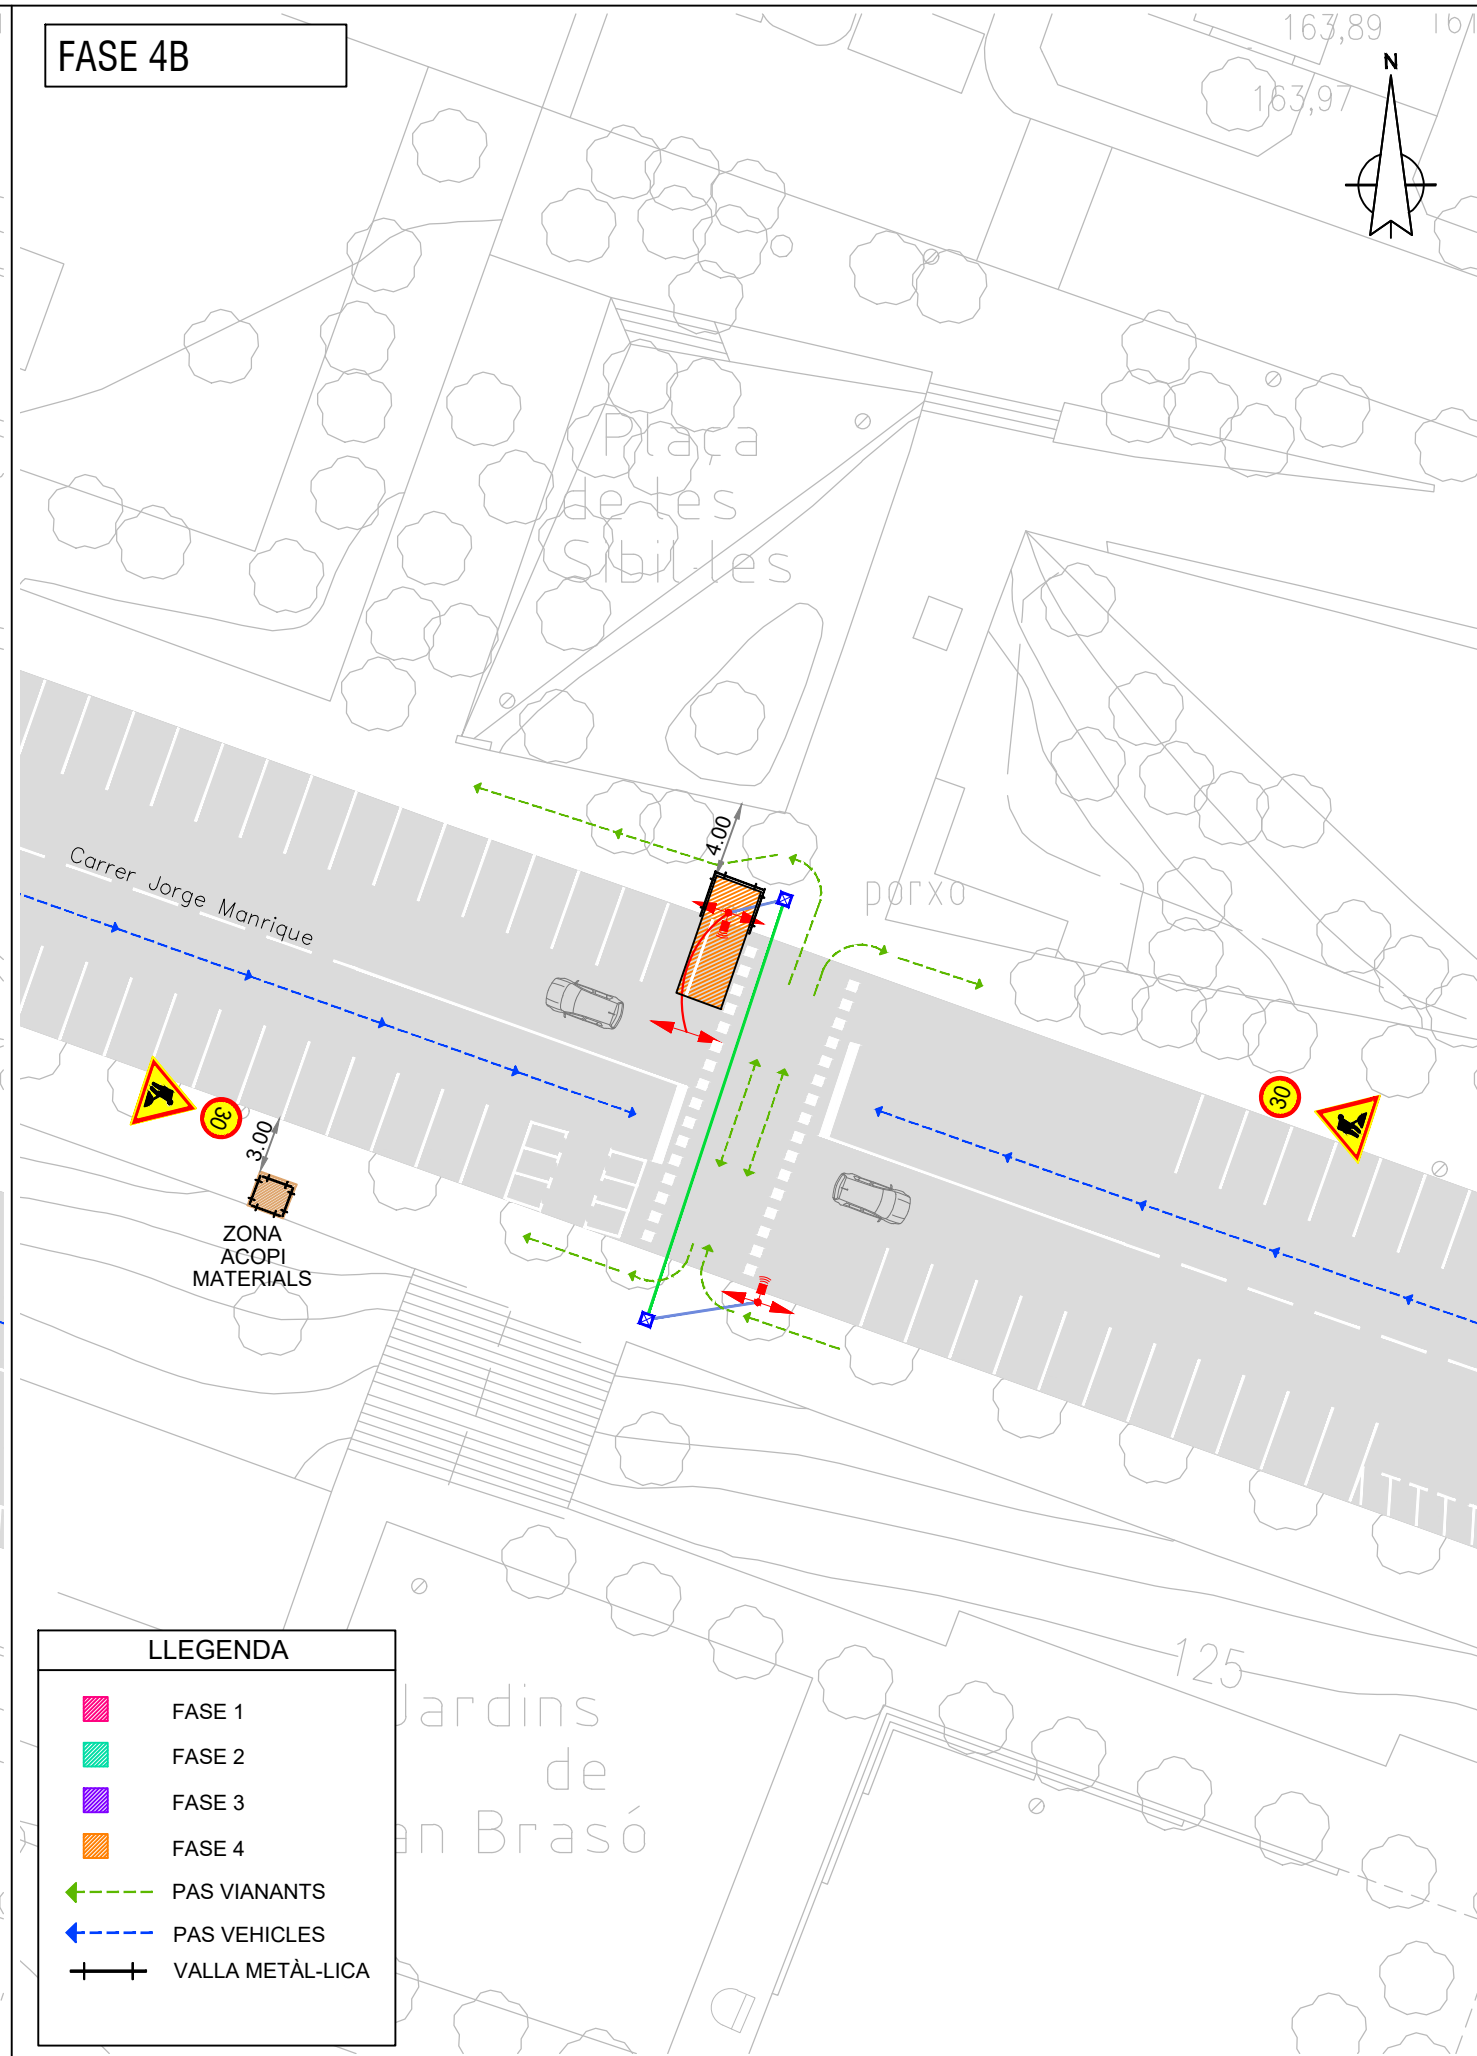 FASE 4B
163,89
163,97
N
Plaça
de les
Sibil·les
4.00
porxo
Carrer Jorge Manrique
30
30
3.00
ZONA
ACOPI
MATERIALS
LLEGENDA
FASE 1
FASE 2
FASE 3
FASE 4
PAS VIANANTS
PAS VEHICLES
VALLA METÀL-LICA
125
Jardins
de
an Brasó